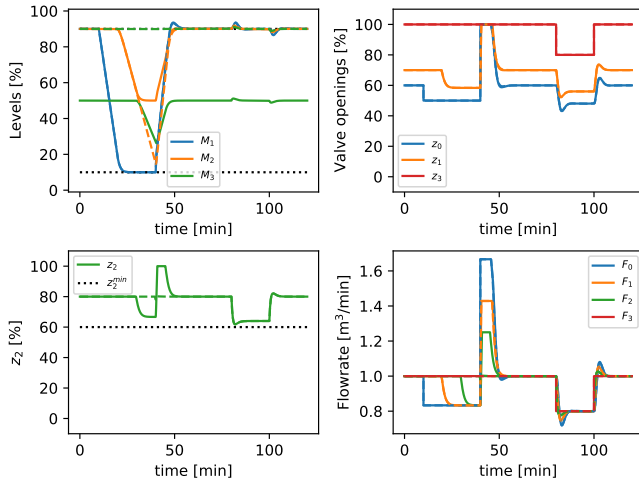 100
80
60
40
20
0
Levels [%]
M₁
M₂
M₃
0
50
100
time [min]
100
80
60
40
20
0
Valve openings [%]
z₀
z₁
z₃
0
50
100
time [min]
100
80
60
40
20
0
z₂ [%]
z₂
z₂ᵐⁱⁿ
0
50
100
time [min]
1.6
1.4
1.2
1.0
0.8
Flowrate [m³/min]
F₀
F₁
F₂
F₃
0
50
100
time [min]